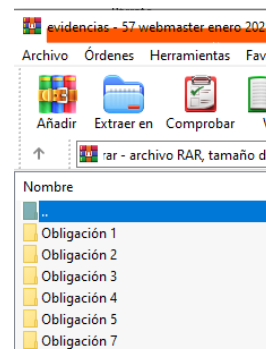 evidencias - 57 webmaster enero 202
Archivo Órdenes Herramientas Fav
Añadir Extraer en Comprobar
rar - archivo RAR, tamaño d
Nombre
..
Obligación 1
Obligación 2
Obligación 3
Obligación 4
Obligación 5
Obligación 7